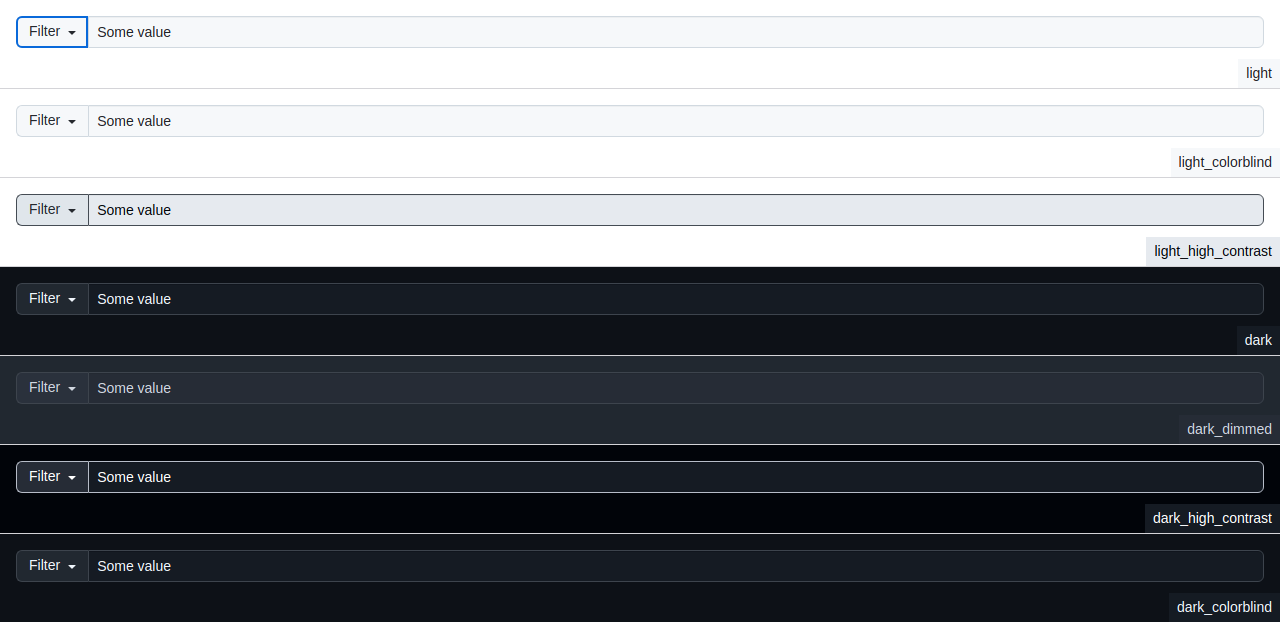 Filter Some value
light
Filter Some value
light_colorblind
Filter Some value
light_high_contrast
Filter Some value
dark
Filter Some value
dark_dimmed
Filter Some value
dark_high_contrast
Filter Some value
dark_colorblind